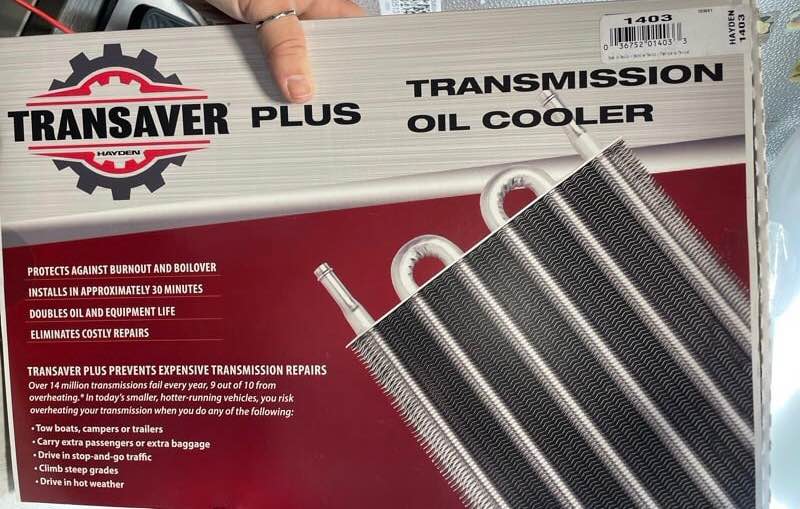 1403
0 36752 01403 3
HAYDEN
1403
TRANSAVER PLUS
HAYDEN
TRANSMISSION
OIL COOLER
PROTECTS AGAINST BURNOUT AND BOILOVER
INSTALLS IN APPROXIMATELY 30 MINUTES
DOUBLES OIL AND EQUIPMENT LIFE
ELIMINATES COSTLY REPAIRS
TRANSAVER PLUS PREVENTS EXPENSIVE TRANSMISSION REPAIRS
Over 14 million transmissions fail every year, 9 out of 10 from
overheating.* In today's smaller, hotter-running vehicles, you risk
overheating your transmission when you do any of the following:
• Tow boats, campers or trailers
• Carry extra passengers or extra baggage
• Drive in stop-and-go traffic
• Climb steep grades
• Drive in hot weather